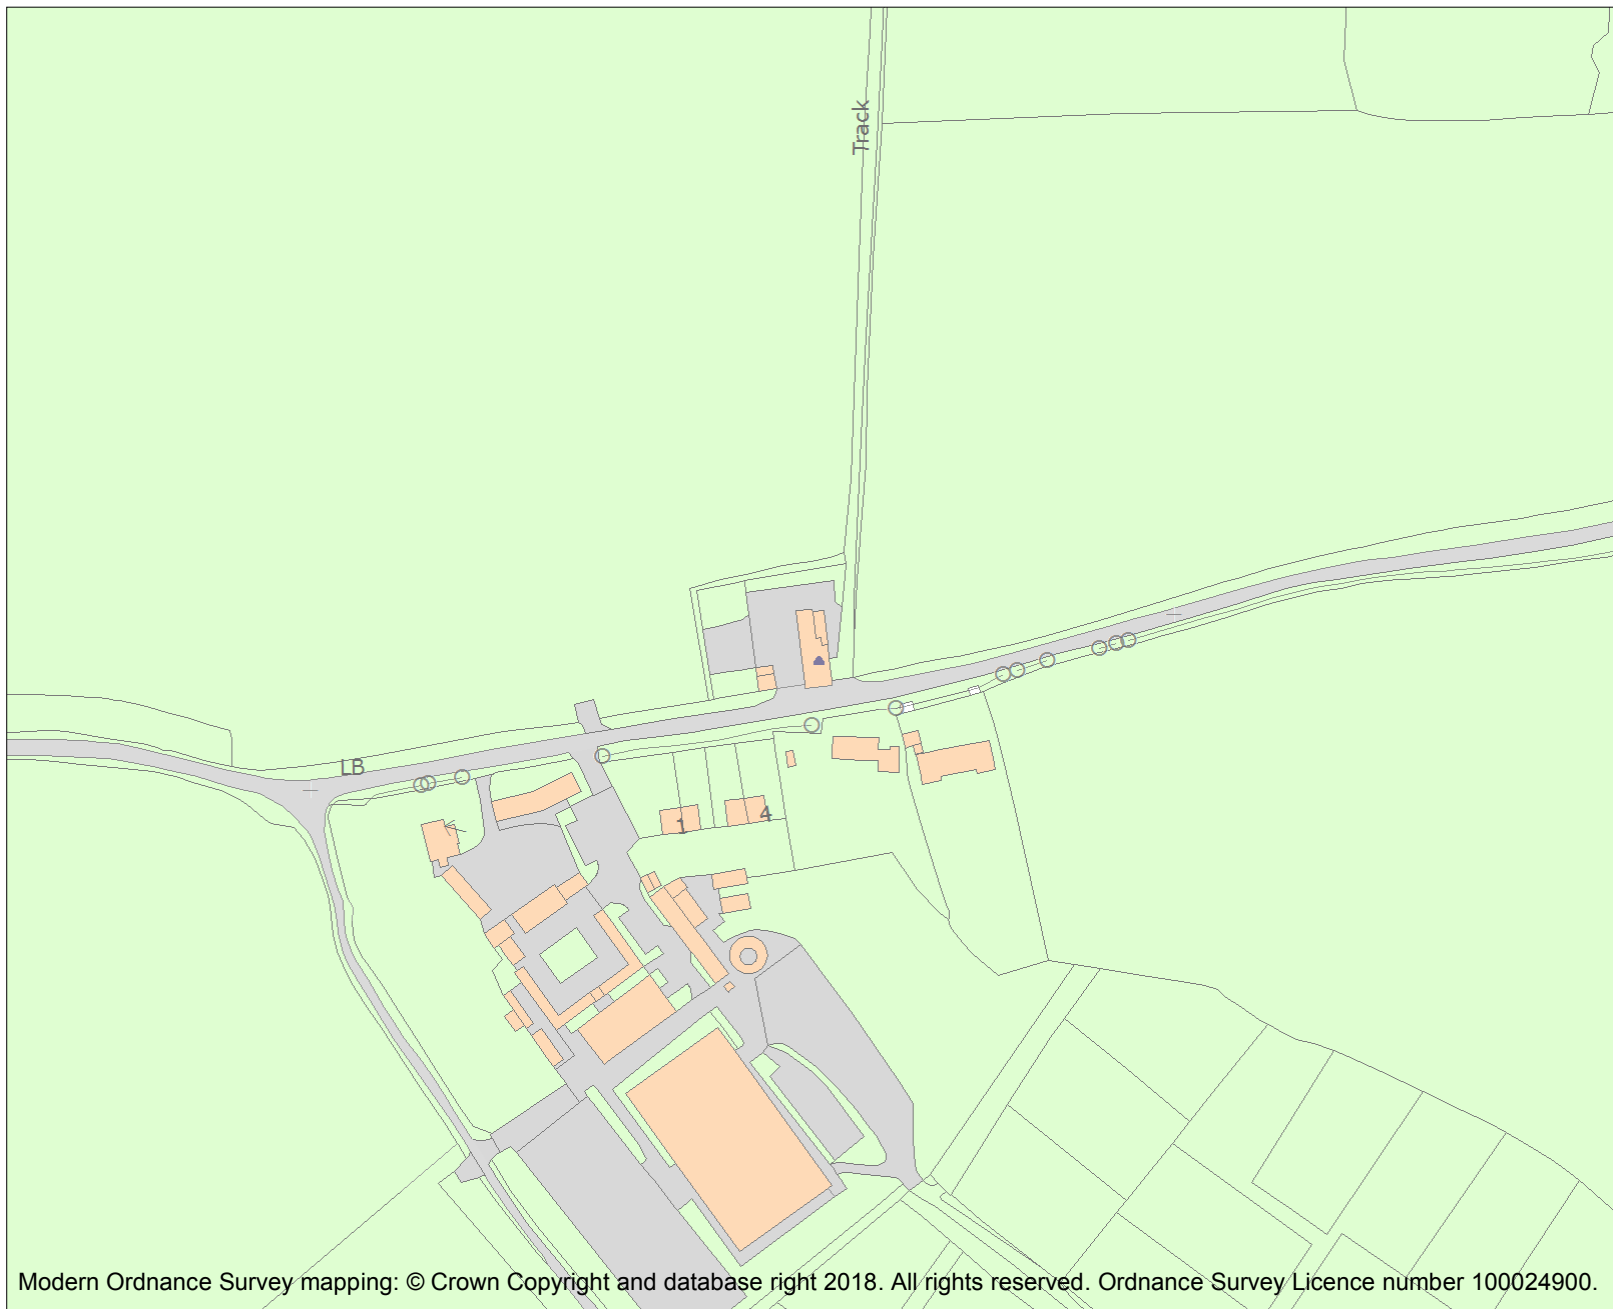 Track
LB
1
4
Modern Ordnance Survey mapping: © Crown Copyright and database right 2018. All rights reserved. Ordnance Survey Licence number 100024900.